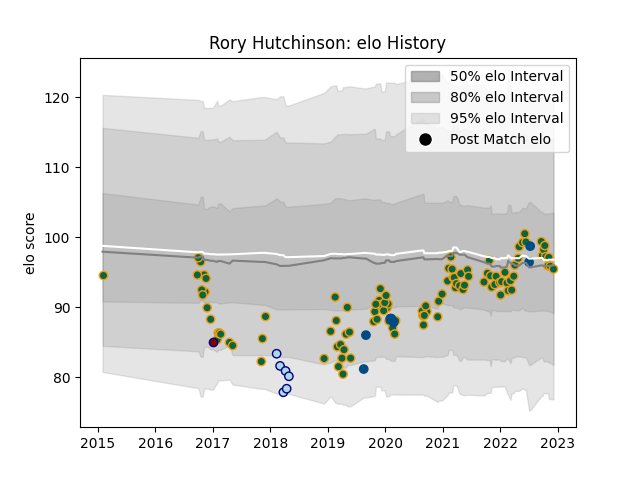 Rory Hutchinson: elo History
50% elo Interval
80% elo Interval
95% elo Interval
Post Match elo
elo score
120
110
100
90
80
2015 2016 2017 2018 2019 2020 2021 2022 2023